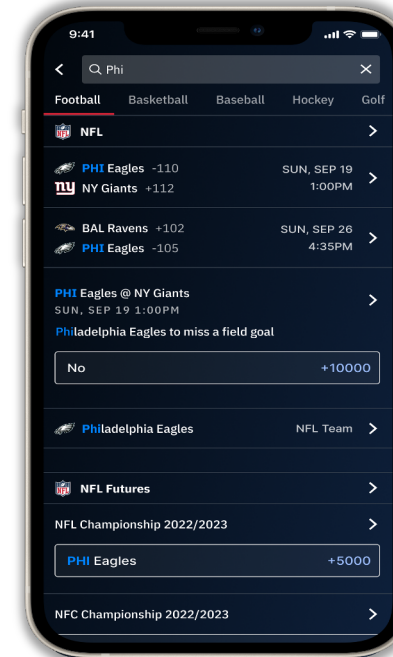 9:41
Phi
Football Basketball Baseball Hockey Golf
NFL
PHI Eagles -110
SUN, SEP 19
ny NY Giants +112
1:00PM
BAL Ravens +102
SUN, SEP 26
PHI Eagles -105
4:35PM
PHI Eagles @ NY Giants
SUN, SEP 19 1:00PM
Philadelphia Eagles to miss a field goal
No +10000
Philadelphia Eagles NFL Team
NFL NFL Futures
NFL Championship 2022/2023
PHI Eagles +5000
NFC Championship 2022/2023